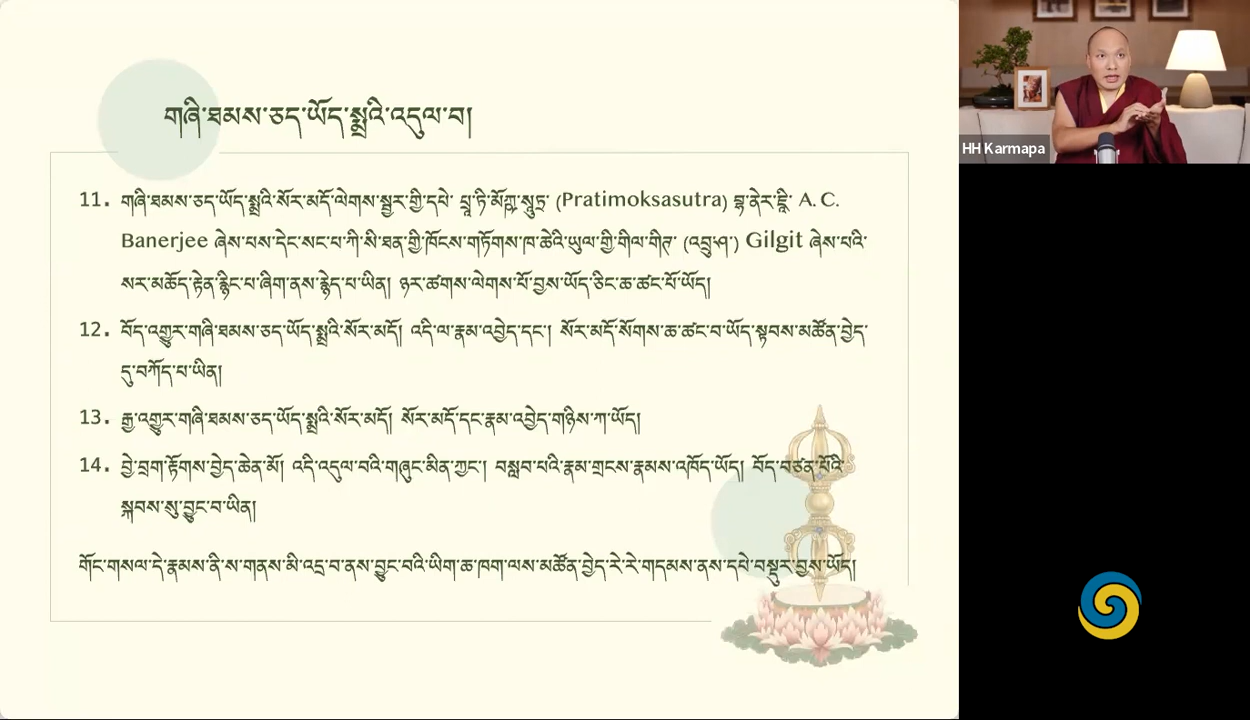 གཞི་ཐམས་ཅད་ཡོད་སྨྲའི་འདུལ་བ།
11. གཞི་ཐམས་ཅད་ཡོད་སྨྲའི་སོར་མདོ་ལེགས་སྦྱར་གྱི་དཔེ་ པྲཱ་ཏི་མོཀྵ་སཱུཏྲ་ (Pratimoksasutra) བྷ་ནེར་ཇཱི་ A. C.
Banerjee ཞེས་པས་དེང་སང་པ་ཀི་སི་ཐན་གྱི་ཁོངས་གཏོགས་ཁ་ཆེའི་ཡུལ་གྱི་གིལ་གིཊ་ (འབྲུ་ཤ་) Gilgit ཞེས་པའི་
སར་མཆོད་རྟེན་རྙིང་པ་ཞིག་ནས་རྙེད་པ་ཡིན། ཉར་ཚགས་ལེགས་པོ་བྱས་ཡོད་ཅིང་ཆ་ཚང་པོ་ཡོད།
12. བོད་འགྱུར་གཞི་ཐམས་ཅད་ཡོད་སྨྲའི་སོར་མདོ། འདི་ལ་རྣམ་འབྱེད་དང་། སོར་མདོ་སོགས་ཆ་ཚང་བ་ཡོད་སྟབས་མཚོན་བྱེད་
དུ་བཀོད་པ་ཡིན།
13. རྒྱ་འགྱུར་གཞི་ཐམས་ཅད་ཡོད་སྨྲའི་སོར་མདོ། སོར་མདོ་དང་རྣམ་འབྱེད་གཉིས་ཀ་ཡོད།
14. བྱེ་བྲག་རྟོགས་བྱེད་ཆེན་མོ། འདི་འདུལ་བའི་གཞུང་མིན་ཀྱང་། བསླབ་པའི་རྣམ་གྲངས་རྣམས་འཁོད་ཡོད། བོད་བཙན་པོའི་
སྐབས་སུ་བྱུང་བ་ཡིན།
གོང་གསལ་དེ་རྣམས་ནི་ས་གནས་མི་འདྲ་བ་ནས་བྱུང་བའི་ཡིག་ཆ་ཁག་ལས་མཚོན་བྱེད་རེ་རེ་གདམས་ནས་དཔེ་བསྡུར་བྱས་ཡོད།
HH Karmapa